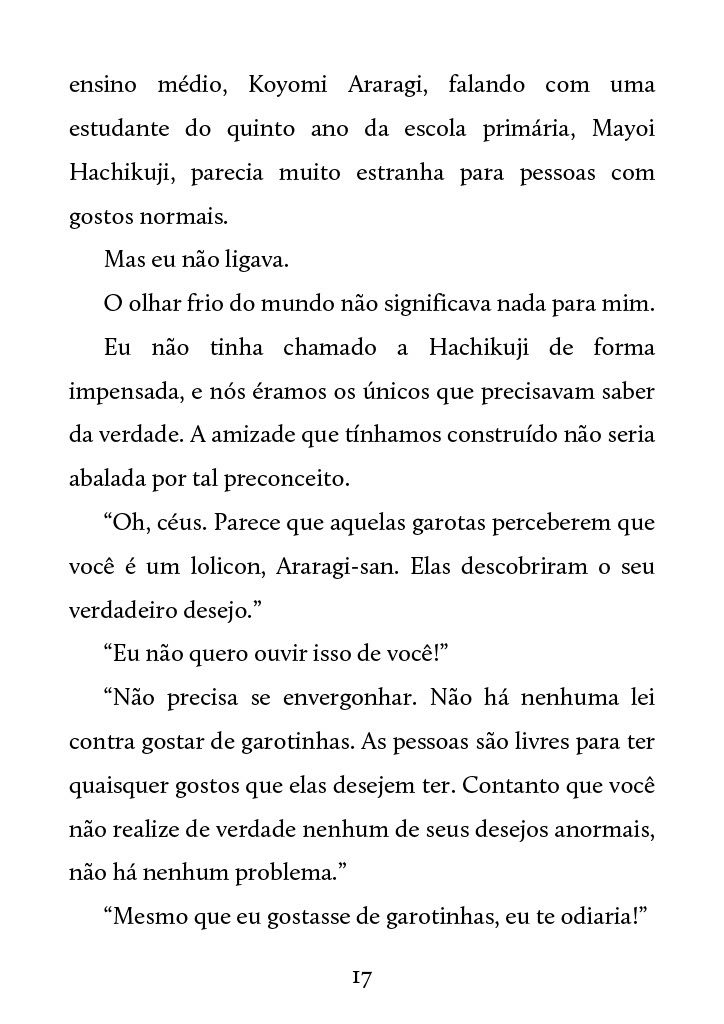 ensino médio, Koyomi Araragi, falando com uma
estudante do quinto ano da escola primária, Mayoi
Hachikuji, parecia muito estranha para pessoas com
gostos normais.
Mas eu não ligava.
O olhar frio do mundo não significava nada para mim.
Eu não tinha chamado a Hachikuji de forma
impensada, e nós éramos os únicos que precisavam saber
da verdade. A amizade que tínhamos construído não seria
abalada por tal preconceito.
“Oh, céus. Parece que aquelas garotas perceberem que
você é um lolicon, Araragi-san. Elas descobriram o seu
verdadeiro desejo.”
“Eu não quero ouvir isso de você!”
“Não precisa se envergonhar. Não há nenhuma lei
contra gostar de garotinhas. As pessoas são livres para ter
quaisquer gostos que elas desejem ter. Contanto que você
não realize de verdade nenhum de seus desejos anormais,
não há nenhum problema.”
“Mesmo que eu gostasse de garotinhas, eu te odiaria!”
17